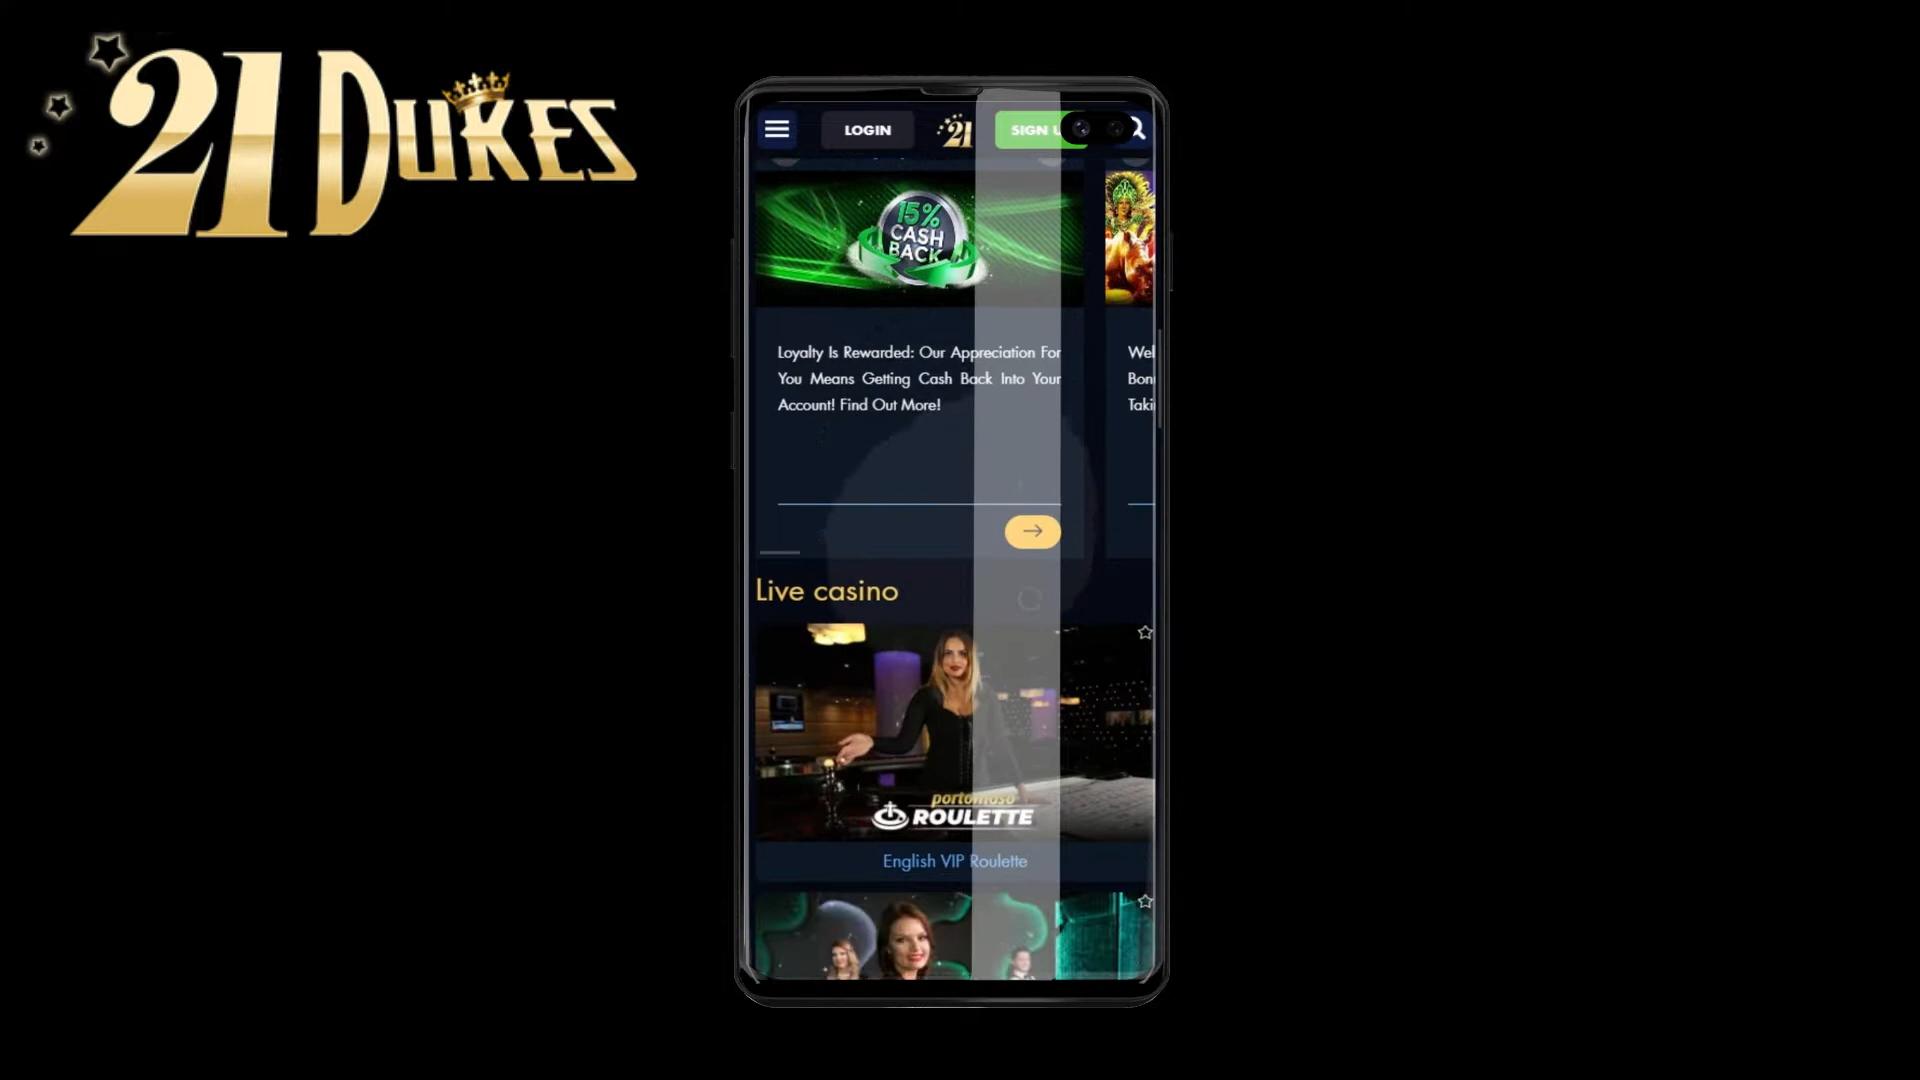 21 DUKES
LOGIN
21
SIGN U
15%
CASH
BACK
Loyalty Is Rewarded: Our Appreciation For
You Means Getting Cash Back Into Your
Account! Find Out More!
Wel
Bon
Taki
Live casino
portomaso
ROULETTE
English VIP Roulette